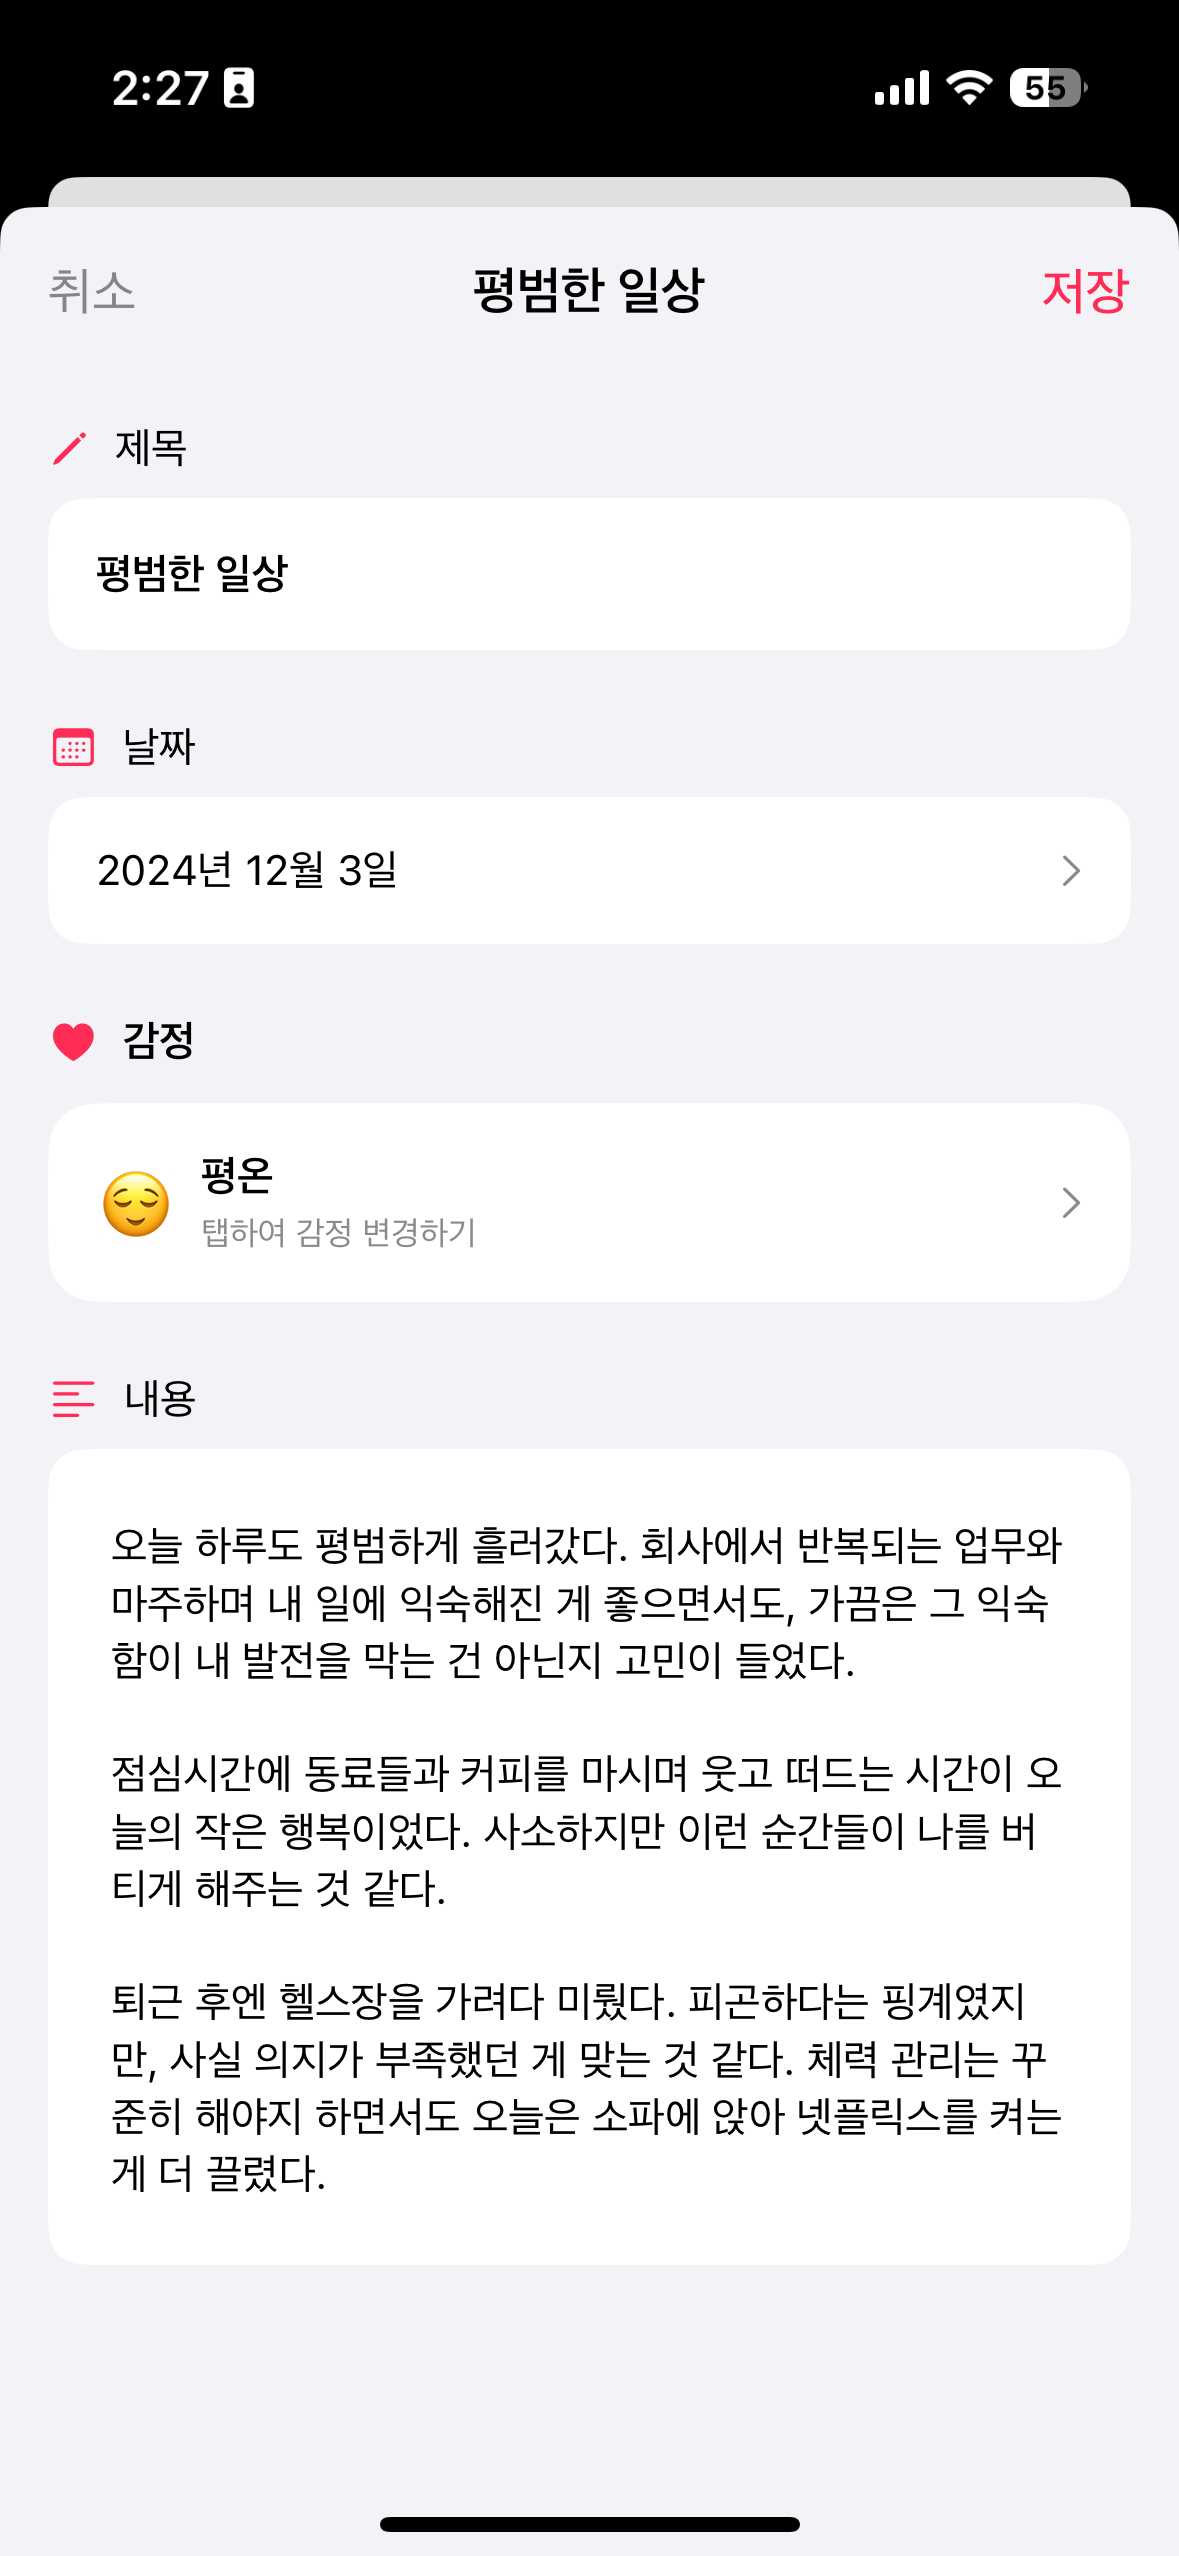 2:27
55
취소
평범한 일상
저장
제목
평범한 일상
날짜
2024년 12월 3일
감정
평온
탭하여 감정 변경하기
내용
오늘 하루도 평범하게 흘러갔다. 회사에서 반복되는 업무와
마주하며 내 일에 익숙해진 게 좋으면서도, 가끔은 그 익숙
함이 내 발전을 막는 건 아닌지 고민이 들었다.
점심시간에 동료들과 커피를 마시며 웃고 떠드는 시간이 오
늘의 작은 행복이었다. 사소하지만 이런 순간들이 나를 버
티게 해주는 것 같다.
퇴근 후엔 헬스장을 가려다 미뤘다. 피곤하다는 핑계였지
만, 사실 의지가 부족했던 게 맞는 것 같다. 체력 관리는 꾸
준히 해야지 하면서도 오늘은 소파에 앉아 넷플릭스를 켜는
게 더 끌렸다.